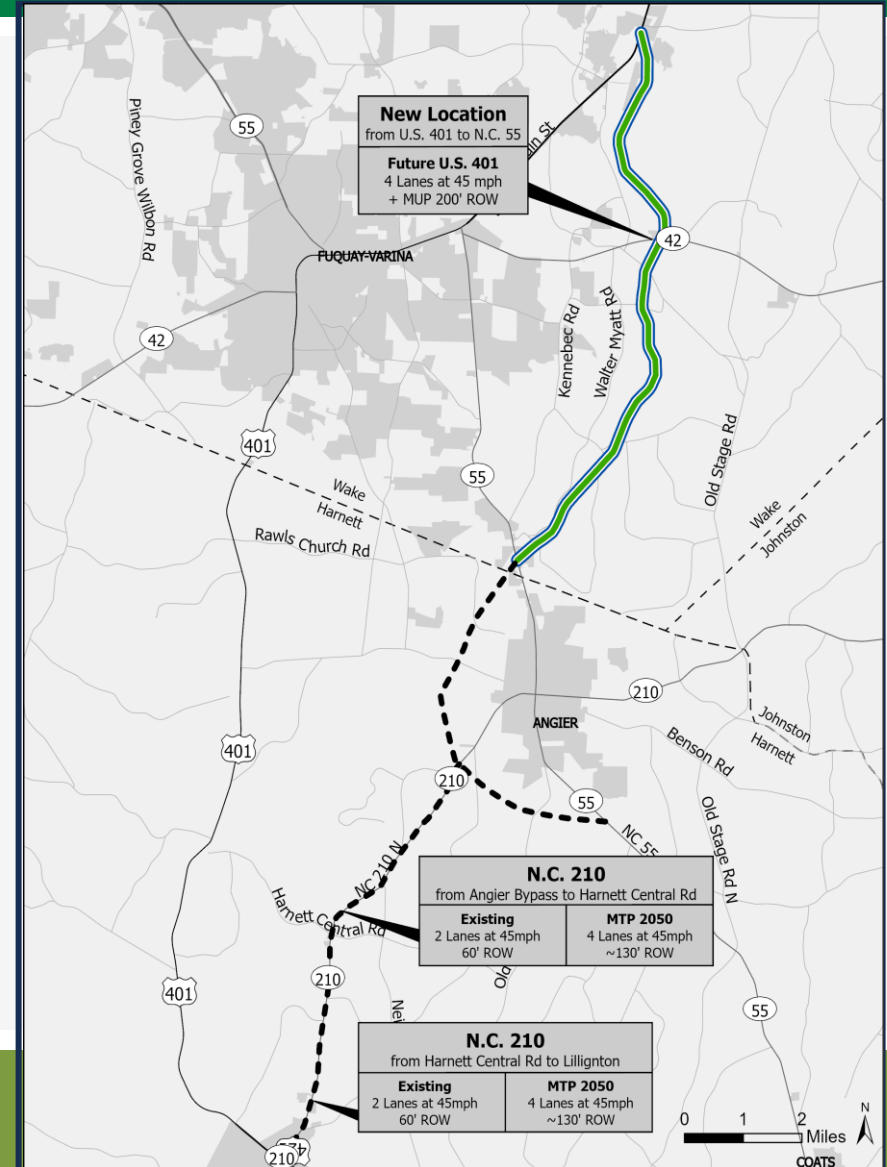 55
Piney Grove Wilbon Rd
New Location
from U.S. 401 to N.C. 55
Future U.S. 401
4 Lanes at 45 mph
+ MUP 200' ROW
St
42
FUQUAY-VARINA
Kennebec Rd
Walter Myatt Rd
42
401
Old Stage Rd
55
Wake
Harnett
Wake
Johnston
Rawls Church Rd
210
ANGIER
Johnston
Harnett
401
Benson Rd
210
55
NC 55
Old Stage Rd N
NC 210 N
N.C. 210
from Angier Bypass to Harnett Central Rd
Existing
2 Lanes at 45mph
60' ROW
MTP 2050
4 Lanes at 45mph
~130' ROW
Harnett Central Rd
210
401
Old
55
N.C. 210
from Harnett Central Rd to Lillignton
Existing
2 Lanes at 45mph
60' ROW
MTP 2050
4 Lanes at 45mph
~130' ROW
N
0 1 2
Miles
210
COATS